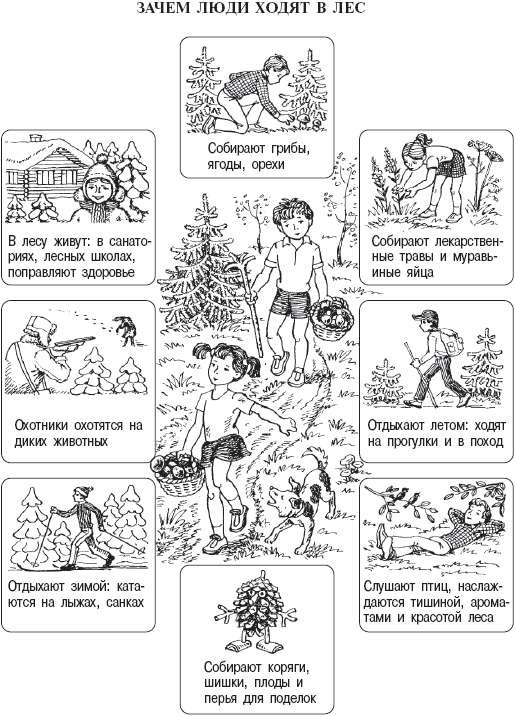 ЗАЧЕМ ЛЮДИ ХОДЯТ В ЛЕС
Собирают грибы,
ягоды, орехи
В лесу живут: в санато-
риях, лесных школах,
поправляют здоровье
Собирают лекарствен-
ные травы и муравь-
иные яйца
Охотники охотятся на
диких животных
Отдыхают летом: ходят
на прогулки и в поход
Отдыхают зимой: ката-
ются на лыжах, санках
Слушают птиц, наслаж-
даются тишиной, арома-
тами и красотой леса
Собирают коряги,
шишки, плоды и
перья для поделок